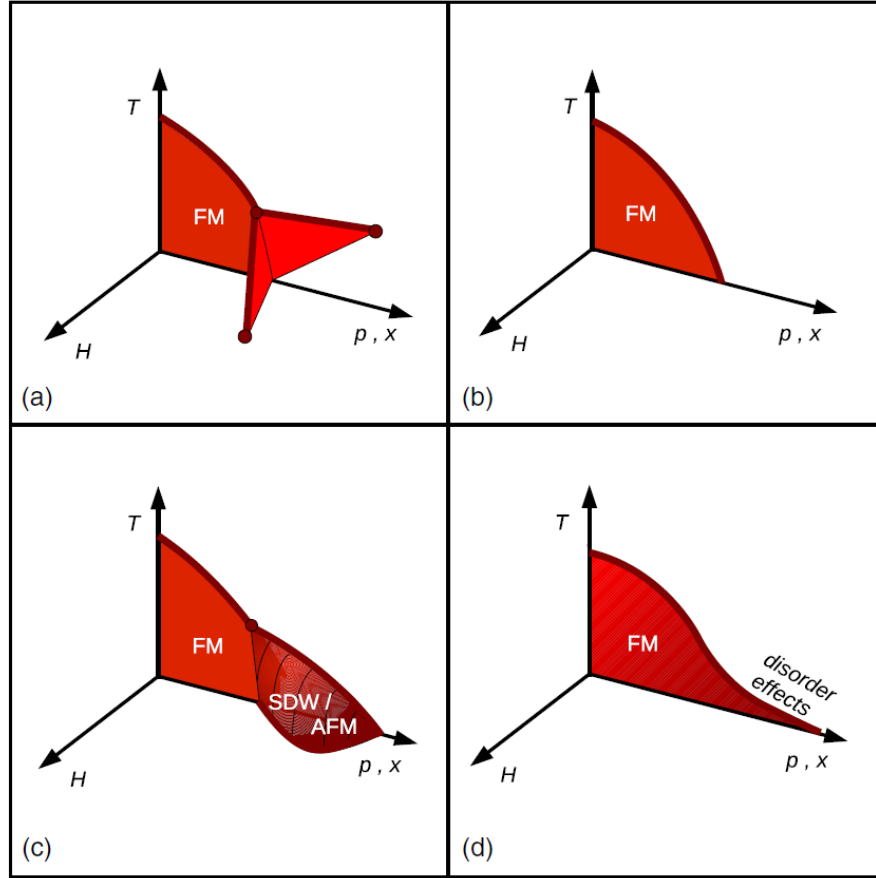 T
FM
H
p , x
(a)
T
FM
H
p , x
(b)
T
FM
SDW /
AFM
H
p , x
(c)
T
FM
disorder
effects
H
p , x
(d)